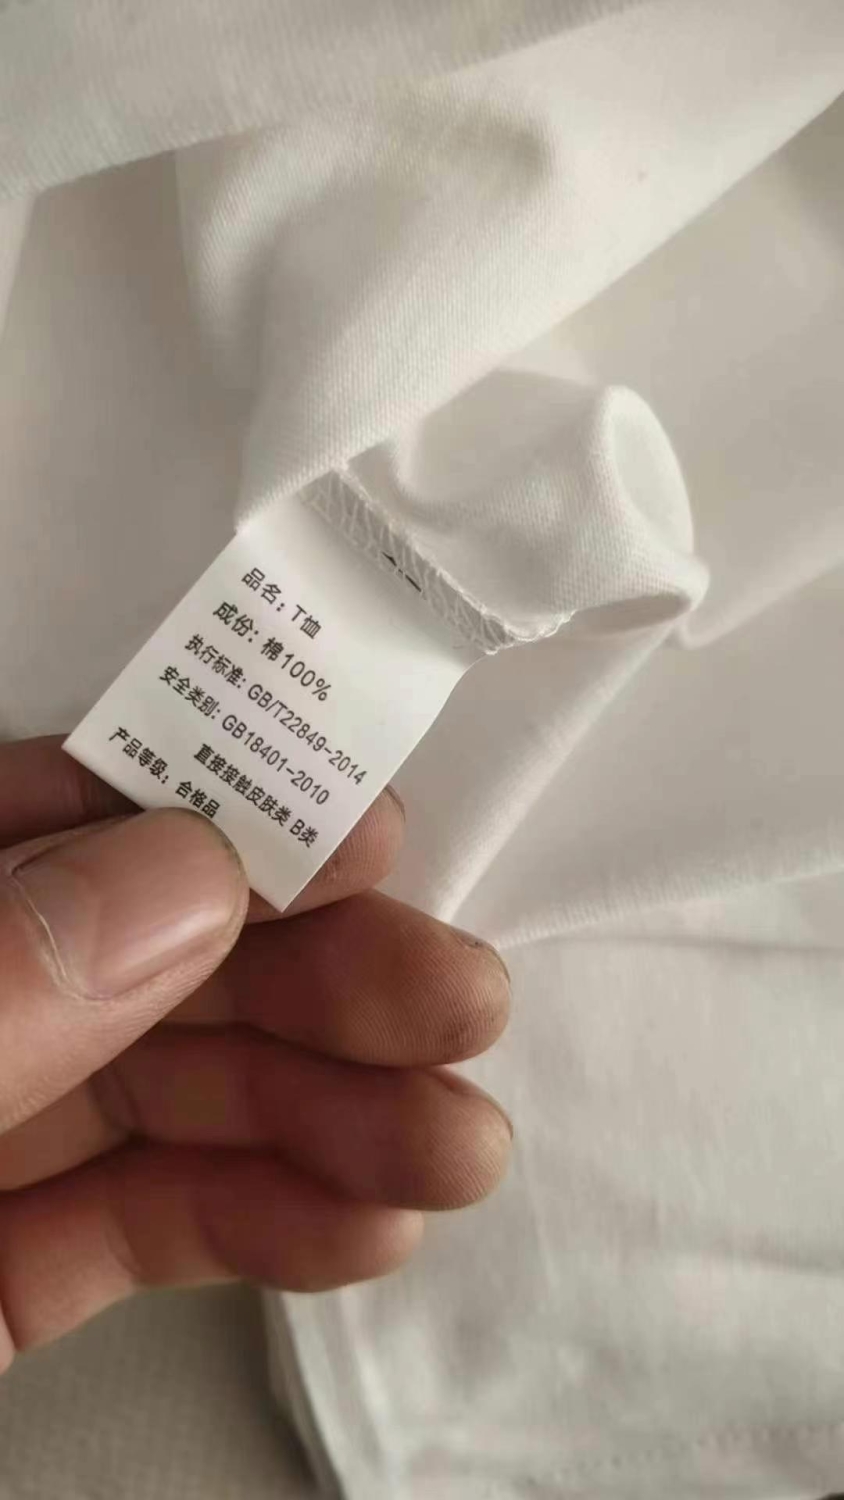 品名：T恤
成份：棉100%
执行标准：GB/T22849-2014
安全类别：GB18401-2010
直接接触皮肤类 B类
产品等级：合格品